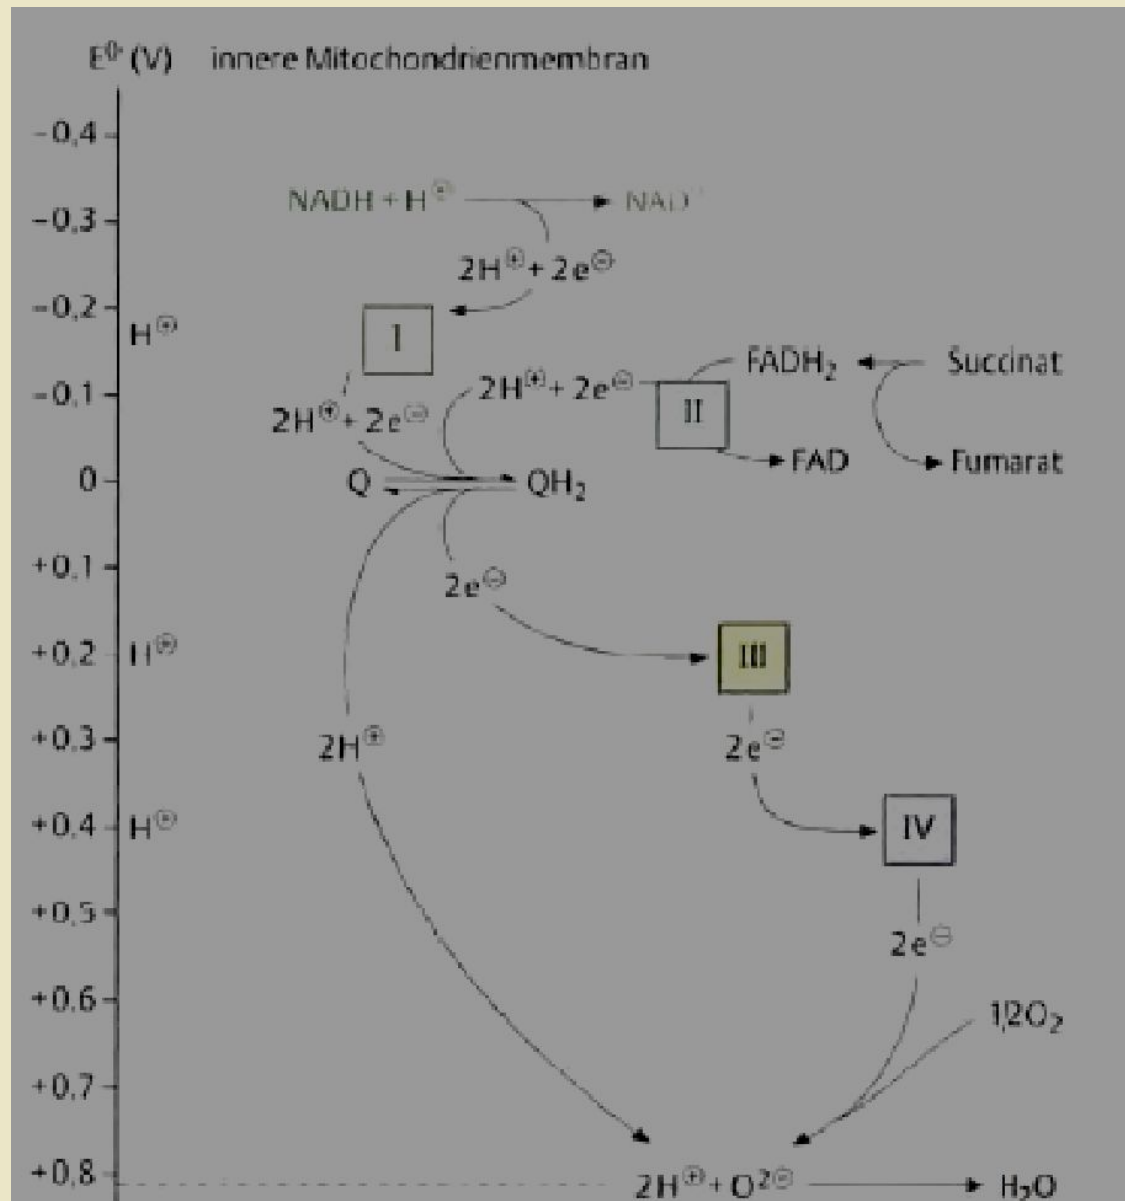 E⁰' (V) innere Mitochondrienmembran
−0,4
NADH + H⊕ NAD⁺
−0,3
2H⊕ + 2e⊖
−0,2
H⊕ I
FADH₂ Succinat
−0,1 2H⊕ + 2e⊖ II
2H⊕ + 2e⊖
FAD Fumarat
0 Q QH₂
+0,1
2e⊖
+0,2 H⊕ III
+0,3 2H⊕ 2e⊖
+0,4 H⊕ IV
+0,5
2e⊖
+0,6
1/2O₂
+0,7
+0,8 2H⊕ + O²⊖ H₂O